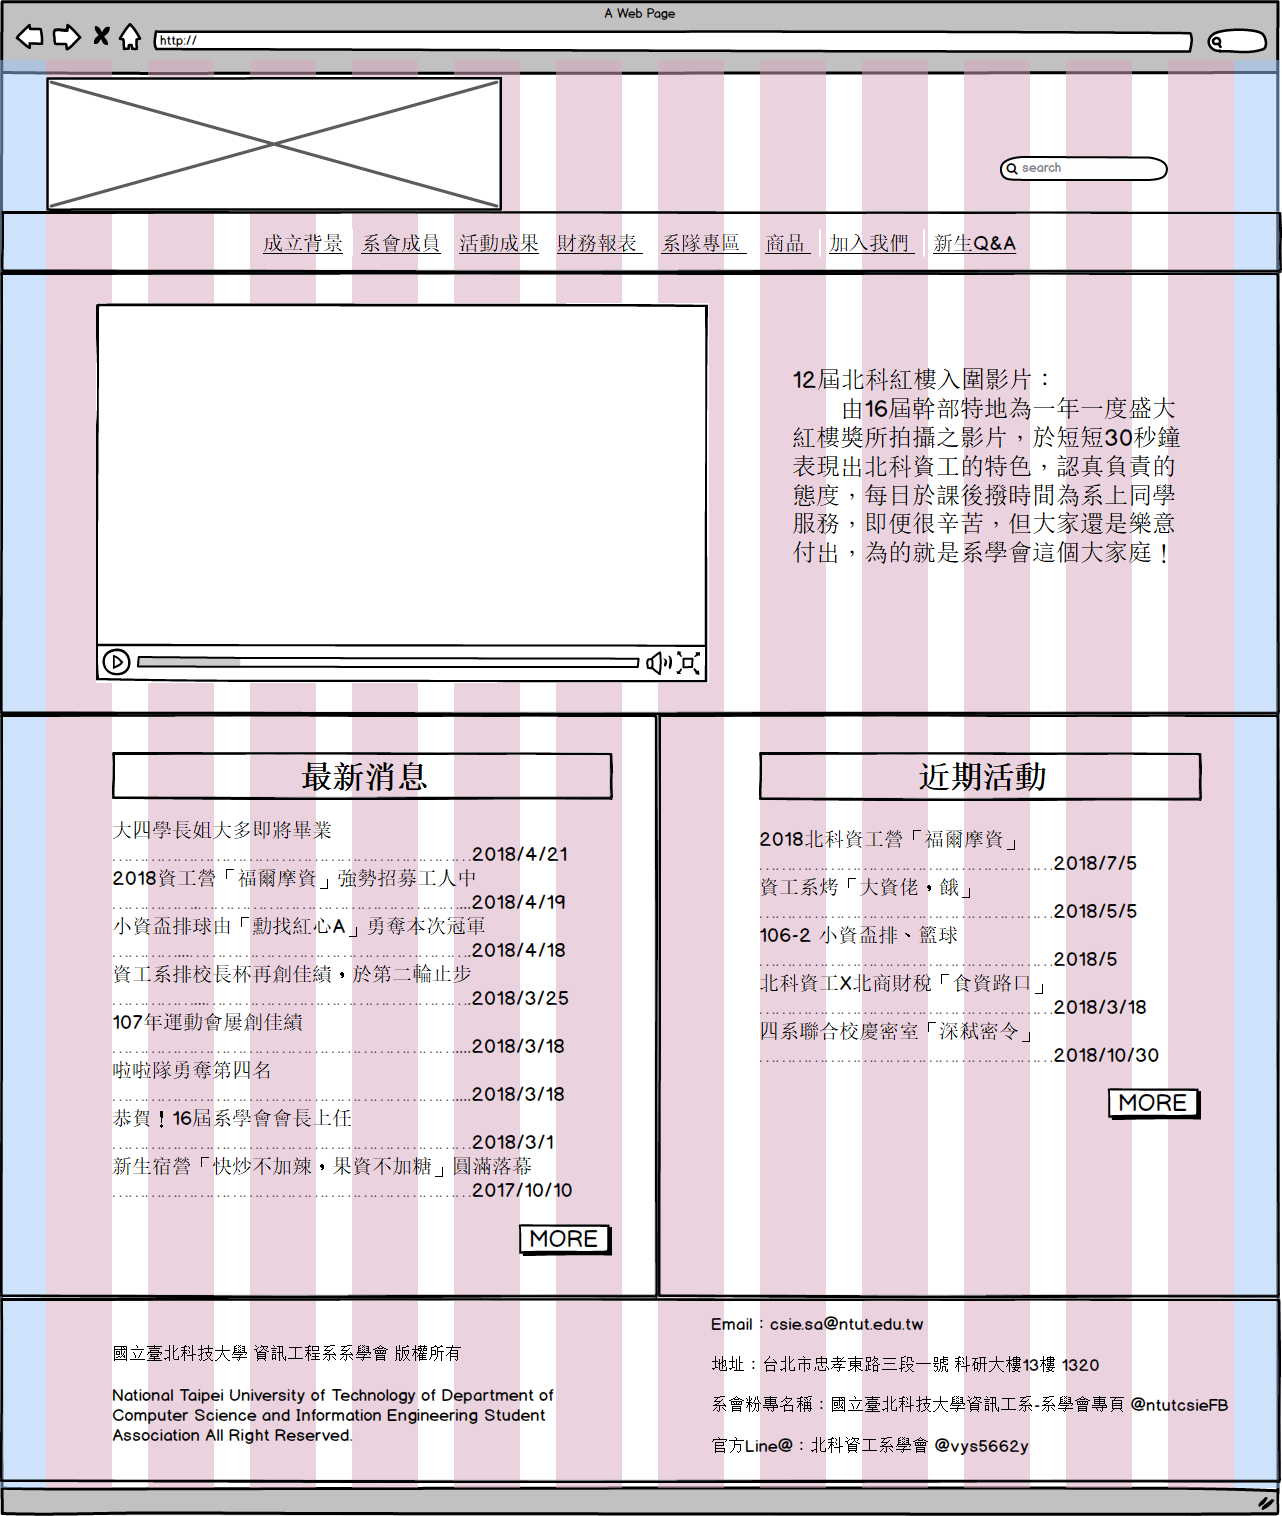 A Web Page
http://
search
成立背景 系會成員 活動成果 財務報表 系隊專區 商品 加入我們 新生Q&A
12屆北科紅樓入圍影片：
由16屆幹部特地為一年一度盛大
紅樓獎所拍攝之影片，於短短30秒鐘
表現出北科資工的特色，認真負責的
態度，每日於課後撥時間為系上同學
服務，即便很辛苦，但大家還是樂意
付出，為的就是系學會這個大家庭！
最新消息
大四學長姐大多即將畢業
……………………………………………………2018/4/21
2018資工營「福爾摩資」強勢招募工人中
……………………………………………………2018/4/19
小資盃排球由「勳找紅心A」勇奪本次冠軍
……………………………………………………2018/4/18
資工系排校長杯再創佳績，於第二輪止步
……………………………………………………2018/3/25
107年運動會屢創佳績
……………………………………………………2018/3/18
啦啦隊勇奪第四名
……………………………………………………2018/3/18
恭賀！16屆系學會會長上任
……………………………………………………2018/3/1
新生宿營「快炒不加辣，果資不加糖」圓滿落幕
……………………………………………………2017/10/10
MORE
近期活動
2018北科資工營「福爾摩資」
…………………………………………2018/7/5
資工系烤「大資佬，餓」
…………………………………………2018/5/5
106-2 小資盃排、籃球
…………………………………………2018/5
北科資工X北商財稅「食資路口」
…………………………………………2018/3/18
四系聯合校慶密室「深弒密令」
…………………………………………2018/10/30
MORE
國立臺北科技大學 資訊工程系系學會 版權所有
National Taipei University of Technology of Department of
Computer Science and Information Engineering Student
Association All Right Reserved.
Email：csie.sa@ntut.edu.tw
地址：台北市忠孝東路三段一號 科研大樓13樓 1320
系會粉專名稱：國立臺北科技大學資訊工系-系學會專頁 @ntutcsieFB
官方Line@：北科資工系學會 @vys5662y